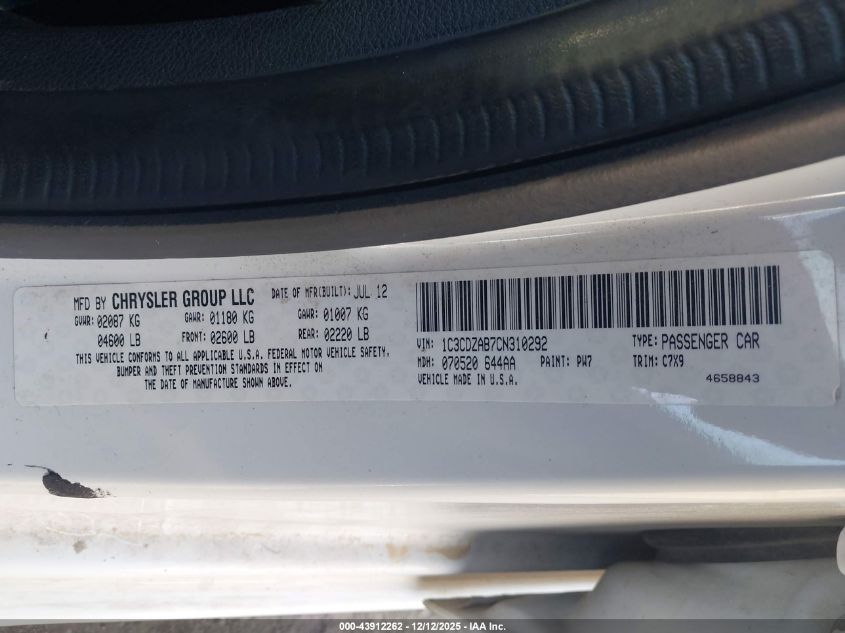 MFD BY CHRYSLER GROUP LLC DATE OF MFR(BUILT): JUL 12
GVWR: 02087 KG GAWR: 01180 KG GAWR: 01007 KG
04600 LB FRONT: 02600 LB REAR: 02220 LB
THIS VEHICLE CONFORMS TO ALL APPLICABLE U.S.A. FEDERAL MOTOR VEHICLE SAFETY,
BUMPER AND THEFT PREVENTION STANDARDS IN EFFECT ON
THE DATE OF MANUFACTURE SHOWN ABOVE.
VIN: 1C3CDZAB7CN310292 TYPE: PASSENGER CAR
MDH: 070520 644AA PAINT: PW7 TRIM: C7X9
VEHICLE MADE IN U.S.A. 4658843
000-43912262 - 12/12/2025 - IAA Inc.